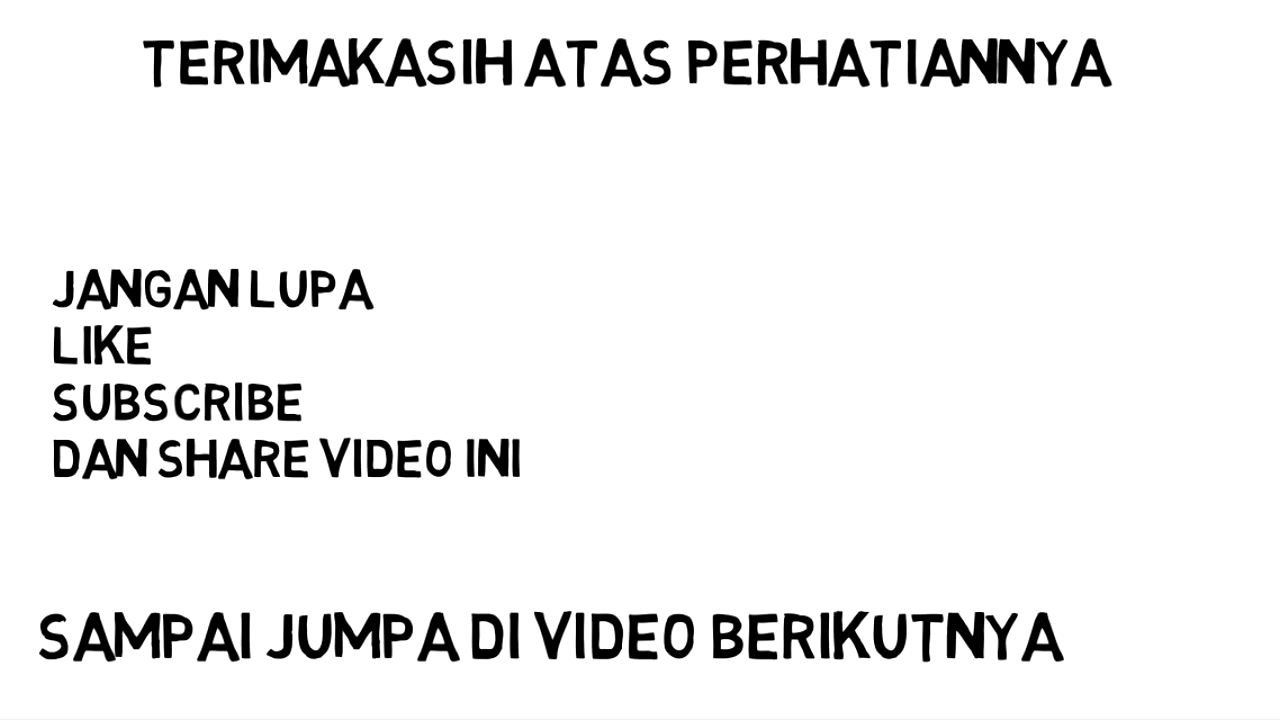 TERIMAKASIH ATAS PERHATIANNYA
JANGAN LUPA
LIKE
SUBSCRIBE
DAN SHARE VIDEO INI
SAMPAI JUMPA DI VIDEO BERIKUTNYA